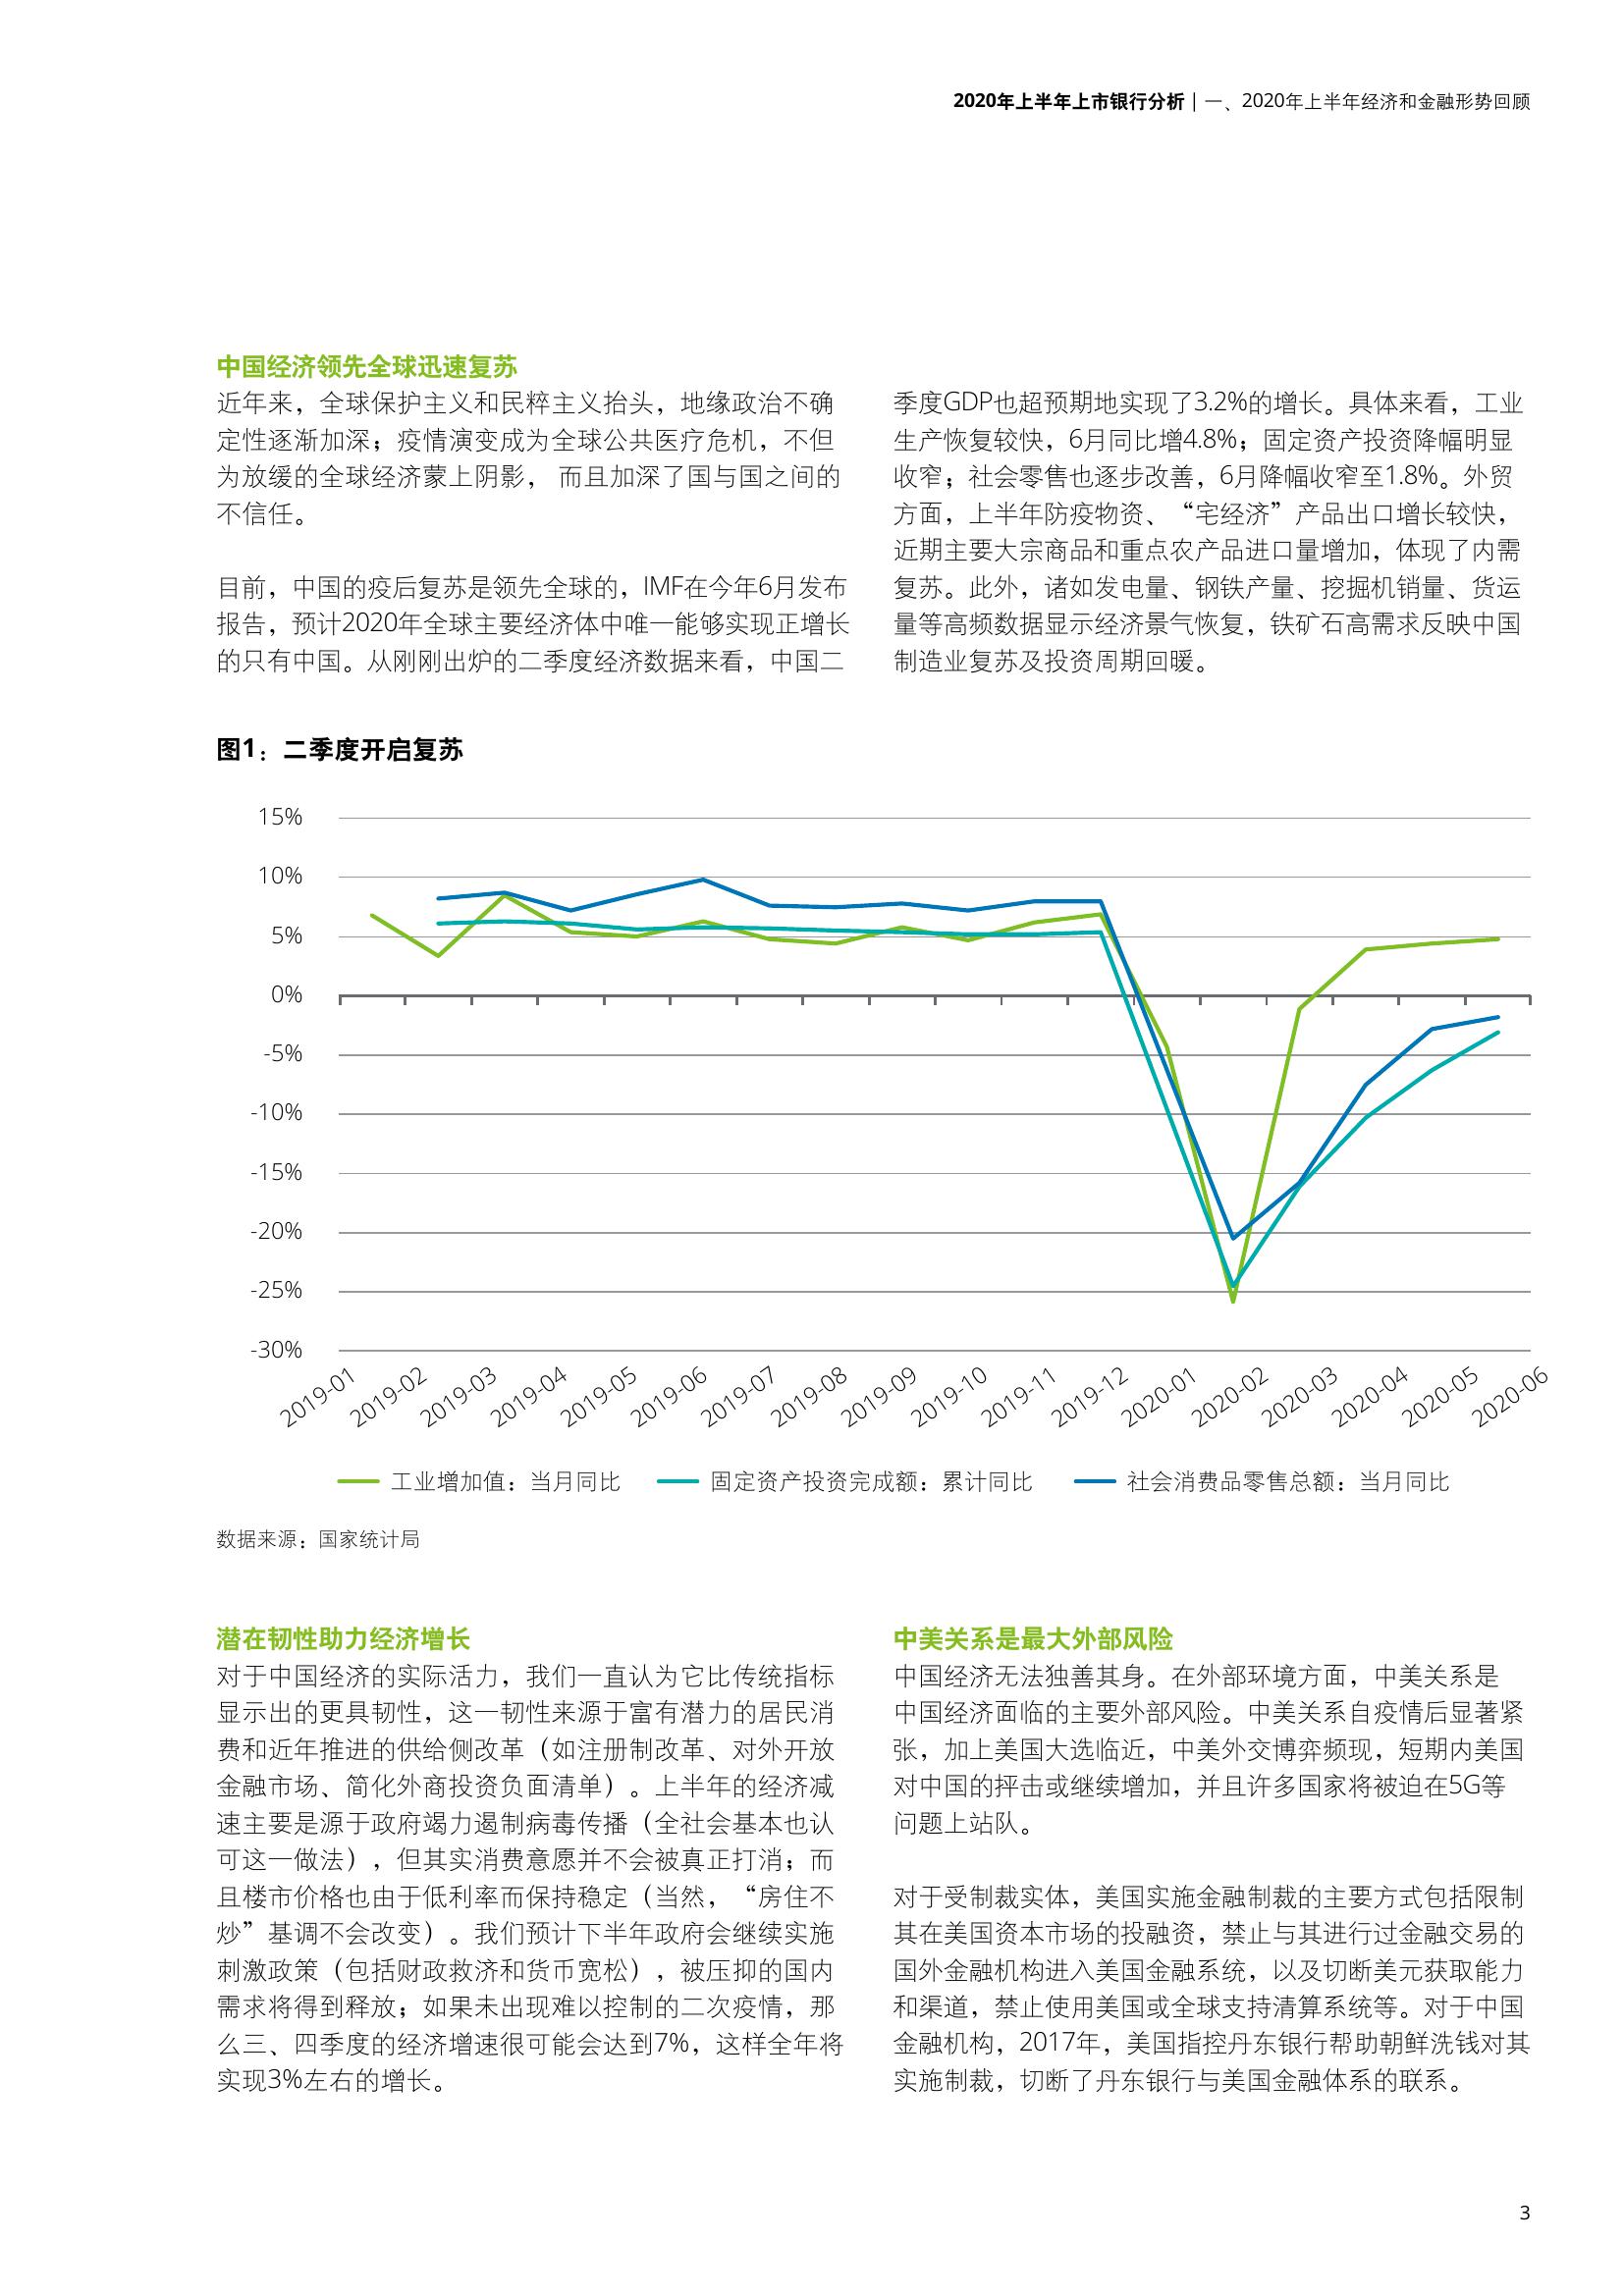 2020年上半年上市银行分析 | 一、2020年上半年经济和金融形势回顾
中国经济领先全球迅速复苏
近年来，全球保护主义和民粹主义抬头，地缘政治不确
定性逐渐加深；疫情演变成为全球公共医疗危机，不但
为放缓的全球经济蒙上阴影， 而且加深了国与国之间的
不信任。
目前，中国的疫后复苏是领先全球的，IMF在今年6月发布
报告，预计2020年全球主要经济体中唯一能够实现正增长
的只有中国。从刚刚出炉的二季度经济数据来看，中国二
季度GDP也超预期地实现了3.2%的增长。具体来看，工业
生产恢复较快，6月同比增4.8%；固定资产投资降幅明显
收窄；社会零售也逐步改善，6月降幅收窄至1.8%。外贸
方面，上半年防疫物资、“宅经济”产品出口增长较快，
近期主要大宗商品和重点农产品进口量增加，体现了内需
复苏。此外，诸如发电量、钢铁产量、挖掘机销量、货运
量等高频数据显示经济景气恢复，铁矿石高需求反映中国
制造业复苏及投资周期回暖。
图1：二季度开启复苏
15%
10%
5%
0%
-5%
-10%
-15%
-20%
-25%
-30%
2019-01 2019-02 2019-03 2019-04 2019-05 2019-06 2019-07 2019-08 2019-09 2019-10 2019-11 2019-12 2020-01 2020-02 2020-03 2020-04 2020-05 2020-06
工业增加值：当月同比 固定资产投资完成额：累计同比 社会消费品零售总额：当月同比
数据来源：国家统计局
潜在韧性助力经济增长
对于中国经济的实际活力，我们一直认为它比传统指标
显示出的更具韧性，这一韧性来源于富有潜力的居民消
费和近年推进的供给侧改革（如注册制改革、对外开放
金融市场、简化外商投资负面清单）。上半年的经济减
速主要是源于政府竭力遏制病毒传播（全社会基本也认
可这一做法），但其实消费意愿并不会被真正打消；而
且楼市价格也由于低利率而保持稳定（当然，“房住不
炒”基调不会改变）。我们预计下半年政府会继续实施
刺激政策（包括财政救济和货币宽松），被压抑的国内
需求将得到释放；如果未出现难以控制的二次疫情，那
么三、四季度的经济增速很可能会达到7%，这样全年将
实现3%左右的增长。
中美关系是最大外部风险
中国经济无法独善其身。在外部环境方面，中美关系是
中国经济面临的主要外部风险。中美关系自疫情后显著紧
张，加上美国大选临近，中美外交博弈频现，短期内美国
对中国的抨击或继续增加，并且许多国家将被迫在5G等
问题上站队。
对于受制裁实体，美国实施金融制裁的主要方式包括限制
其在美国资本市场的投融资，禁止与其进行过金融交易的
国外金融机构进入美国金融系统，以及切断美元获取能力
和渠道，禁止使用美国或全球支持清算系统等。对于中国
金融机构，2017年，美国指控丹东银行帮助朝鲜洗钱对其
实施制裁，切断了丹东银行与美国金融体系的联系。
3